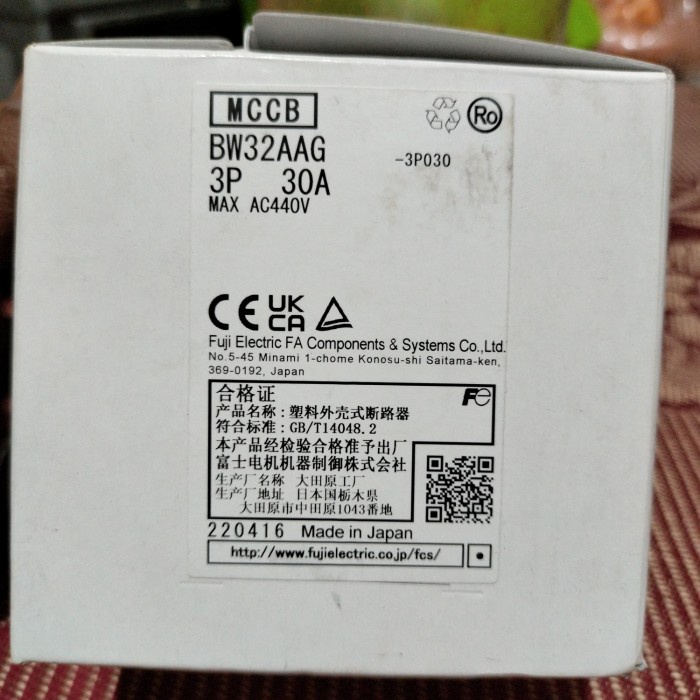 MCCB
Ro
BW32AAG
-3P030
3P 30A
MAX AC440V
CE UK CA
Fuji Electric FA Components & Systems Co.,Ltd.
No.5-45 Minami 1-chome Konosu-shi Saitama-ken,
369-0192, Japan
合格证
Fe
产品名称：塑料外壳式断路器
符合标准：GB/T14048.2
本产品经检验合格准予出厂
富士电机机器制御株式会社
生产厂名称 大田原工厂
生产厂地址 日本国栃木県
大田原市中田原1043番地
220416 Made in Japan
http://www.fujielectric.co.jp/fcs/